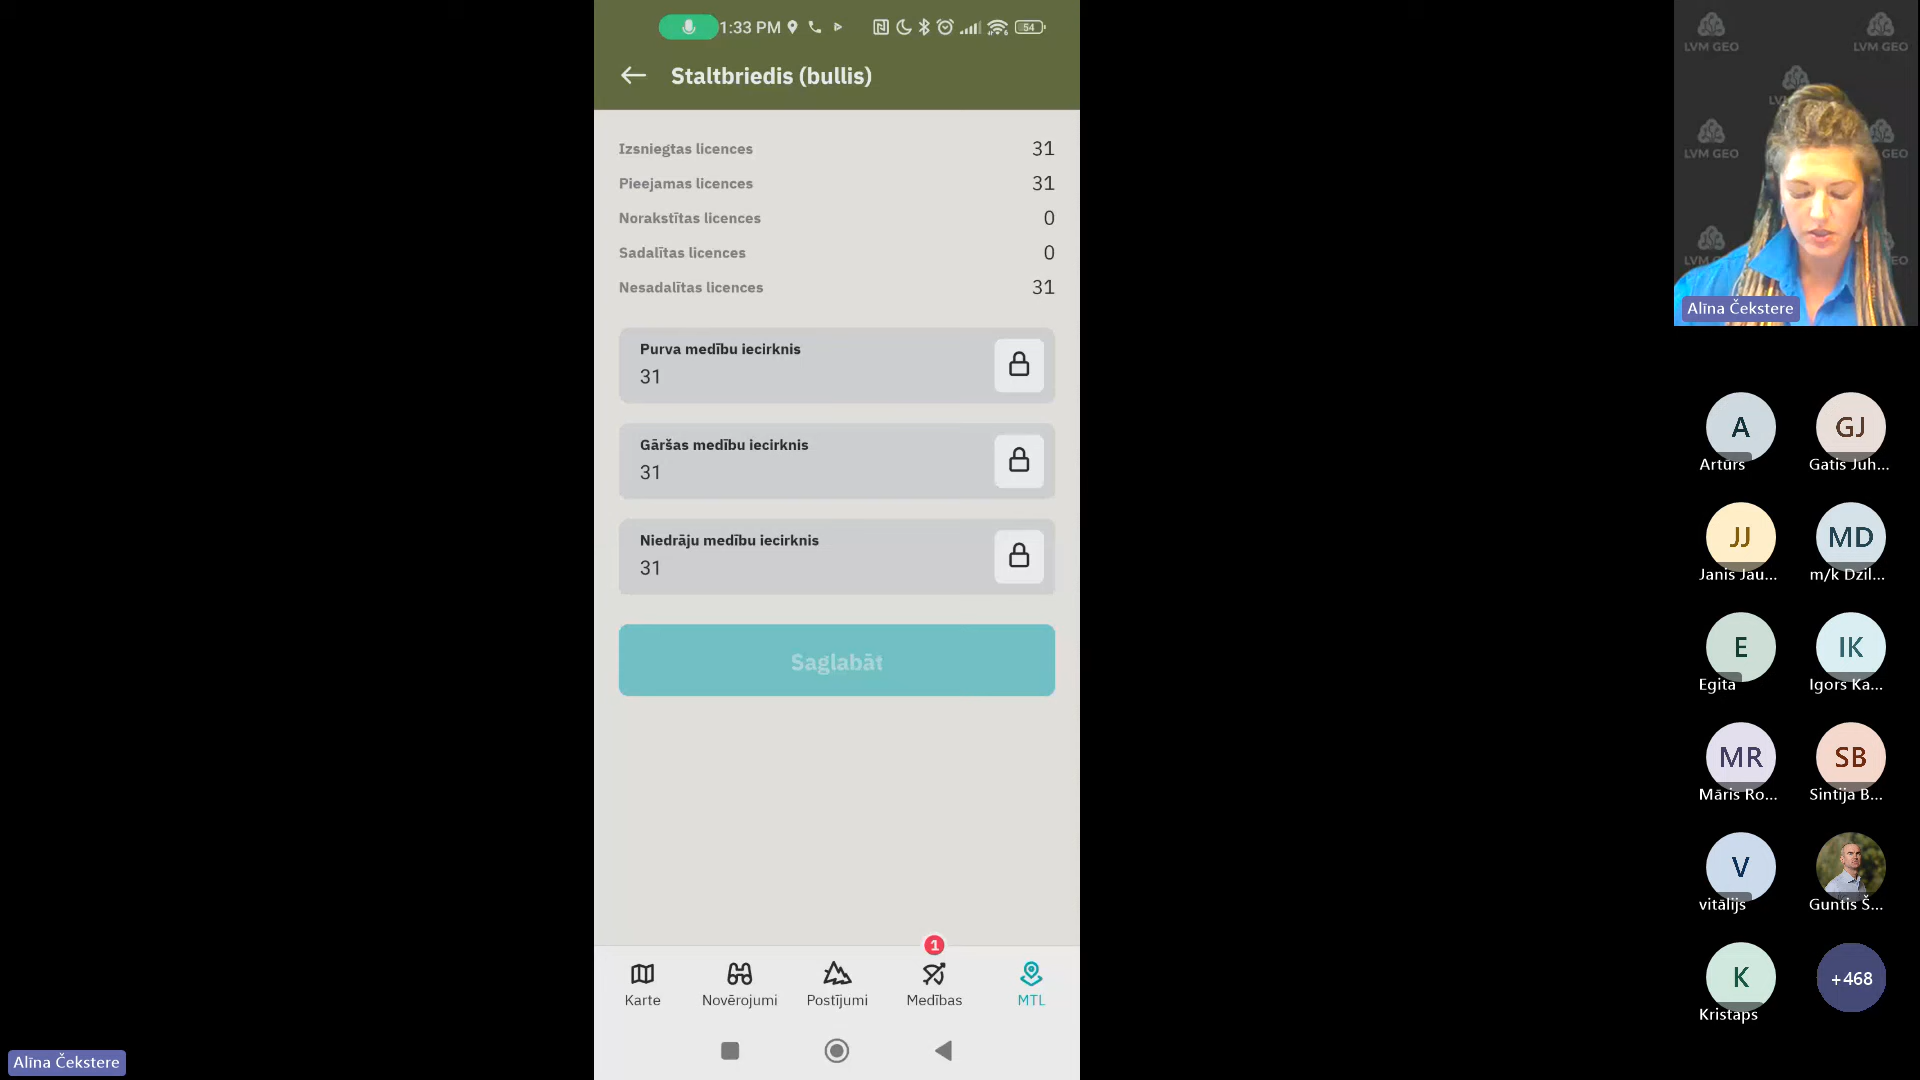 1:33 PM
54
Staltbriedis (bullis)
Izsniegtas licences 31
Pieejamas licences 31
Norakstītas licences 0
Sadalītas licences 0
Nesadalītas licences 31
Purva medību iecirknis
31
Gāršas medību iecirknis
31
Niedrāju medību iecirknis
31
Saglabāt
1
Karte Novērojumi Postījumi Medības MTL
Alīna Čekstere
LVM GEO LVM GEO
LVM GEO
Alīna Čekstere
A GJ
Artūrs Gatis Juh...
JJ MD
Janis Jau... m/k Dzil...
E IK
Egita Igors Ka...
MR SB
Māris Ro... Sintija B...
V
vitālijs Guntis Š...
K +468
Kristaps